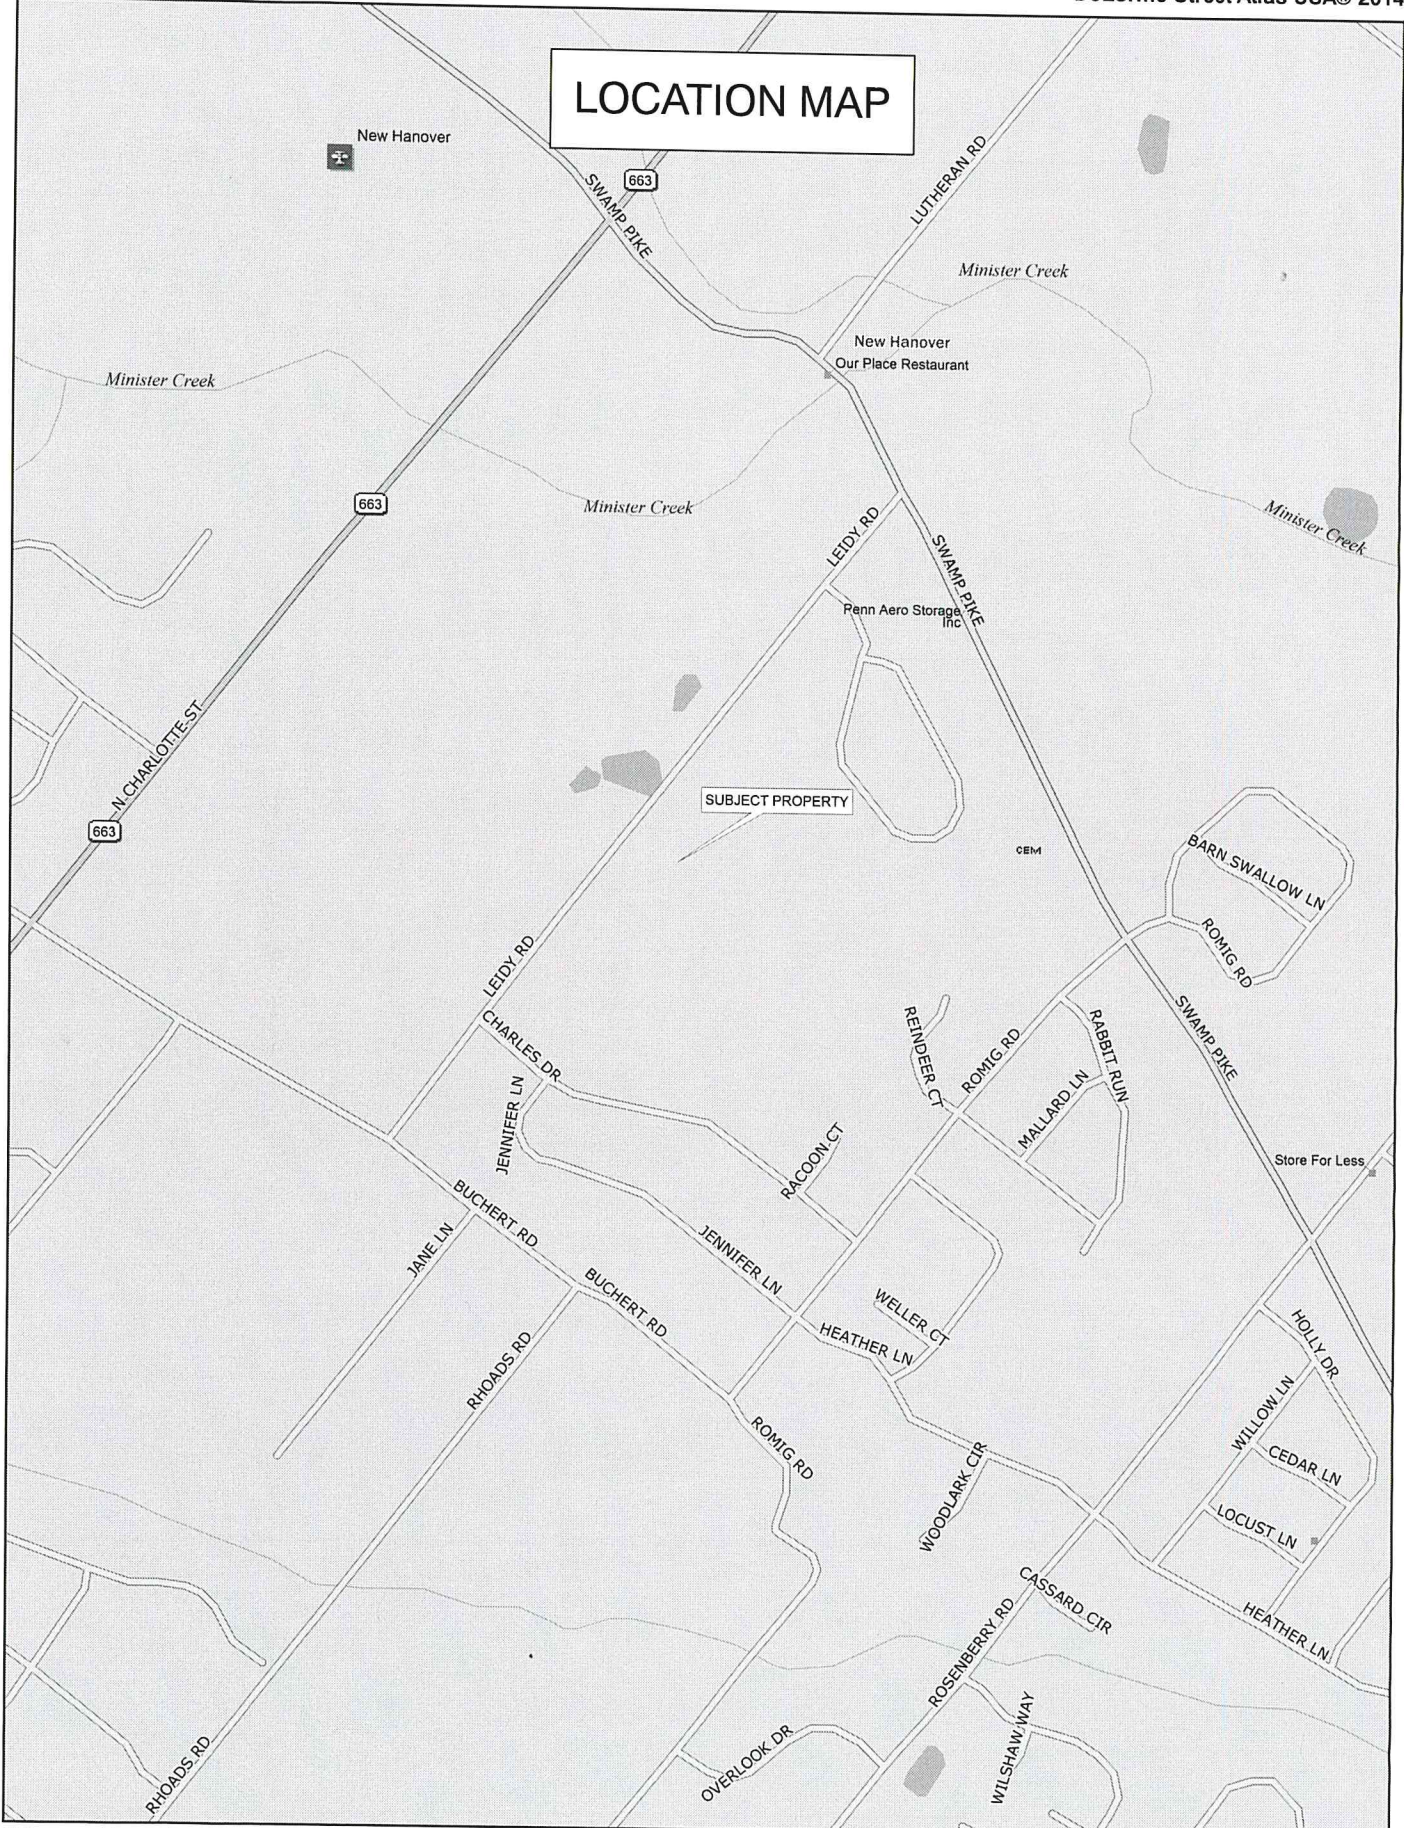 LOCATION MAP
New Hanover
663
SWAMP PIKE
LUTHERAN RD
Minister Creek
New Hanover
Our Place Restaurant
Minister Creek
663
Minister Creek
Minister Creek
LEIDY RD
SWAMP PIKE
Penn Aero Storage
Inc
N CHARLOTTE ST
SUBJECT PROPERTY
663
CEM
BARN SWALLOW LN
ROMIG RD
LEIDY RD
CHARLES DR
REINDEER CT
ROMIG RD
RABBIT RUN
SWAMP PIKE
MALLARD LN
JENNIFER LN
RACOON CT
Store For Less
BUCHERT RD
JANE LN
JENNIFER LN
BUCHERT RD
WELLER CT
HEATHER LN
HOLLY DR
RHOADS RD
WILLOW LN
ROMIG RD
CEDAR LN
WOODLARK CIR
LOCUST LN
CASSARD CIR
HEATHER LN
ROSENBERRY RD
WILSHAW WAY
OVERLOOK DR
RHOADS RD